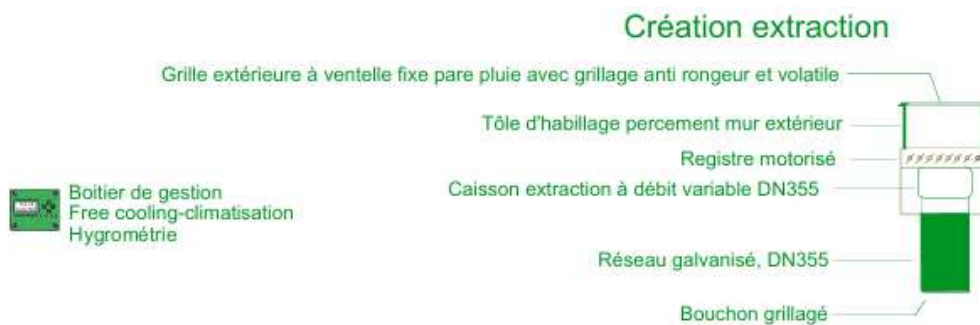 Création extraction
Grille extérieure à ventelle fixe pare pluie avec grillage anti rongeur et volatile
Tôle d'habillage percement mur extérieur
Registre motorisé
Caisson extraction à débit variable DN355
Boitier de gestion
Free cooling-climatisation
Hygrométrie
Réseau galvanisé, DN355
Bouchon grillagé